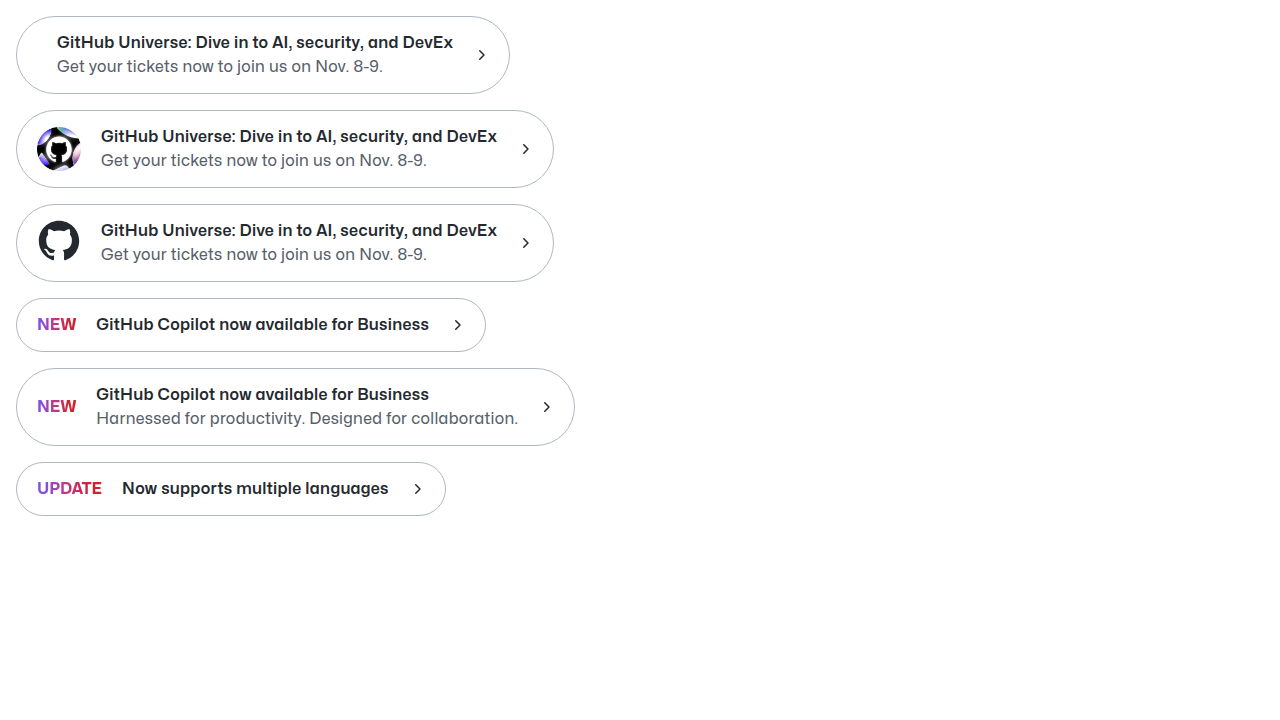 GitHub Universe: Dive in to AI, security, and DevEx
Get your tickets now to join us on Nov. 8-9.
GitHub Universe: Dive in to AI, security, and DevEx
Get your tickets now to join us on Nov. 8-9.
GitHub Universe: Dive in to AI, security, and DevEx
Get your tickets now to join us on Nov. 8-9.
NEW GitHub Copilot now available for Business
NEW GitHub Copilot now available for Business
Harnessed for productivity. Designed for collaboration.
UPDATE Now supports multiple languages